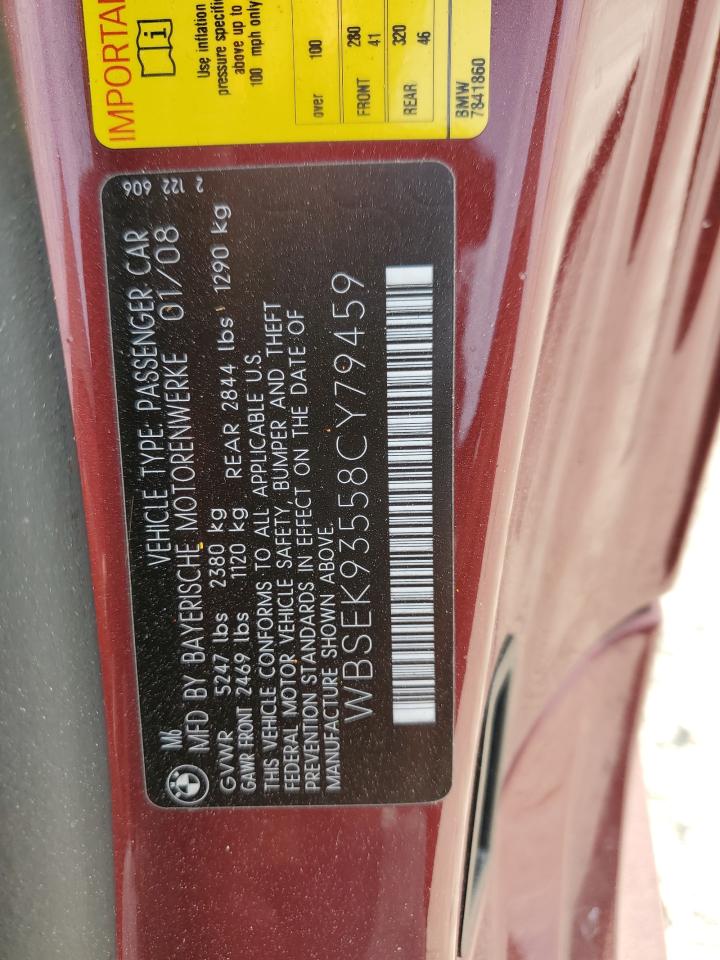 M6 VEHICLE TYPE: PASSENGER CAR 2 122 606
MFD BY BAYERISCHE MOTORENWERKE 01/08
GVWR 5247 lbs 2380 kg
GAWR FRONT 2469 lbs 1120 kg REAR 2844 lbs 1290 kg
THIS VEHICLE CONFORMS TO ALL APPLICABLE U.S.
FEDERAL MOTOR VEHICLE SAFETY, BUMPER AND THEFT
PREVENTION STANDARDS IN EFFECT ON THE DATE OF
MANUFACTURE SHOWN ABOVE.
WBSEK93558CY79459
IMPORTA
Use inflation
pressure specifi
above up to
100 mph only
over 100
FRONT 280
41
REAR 320
46
BMW
7841860